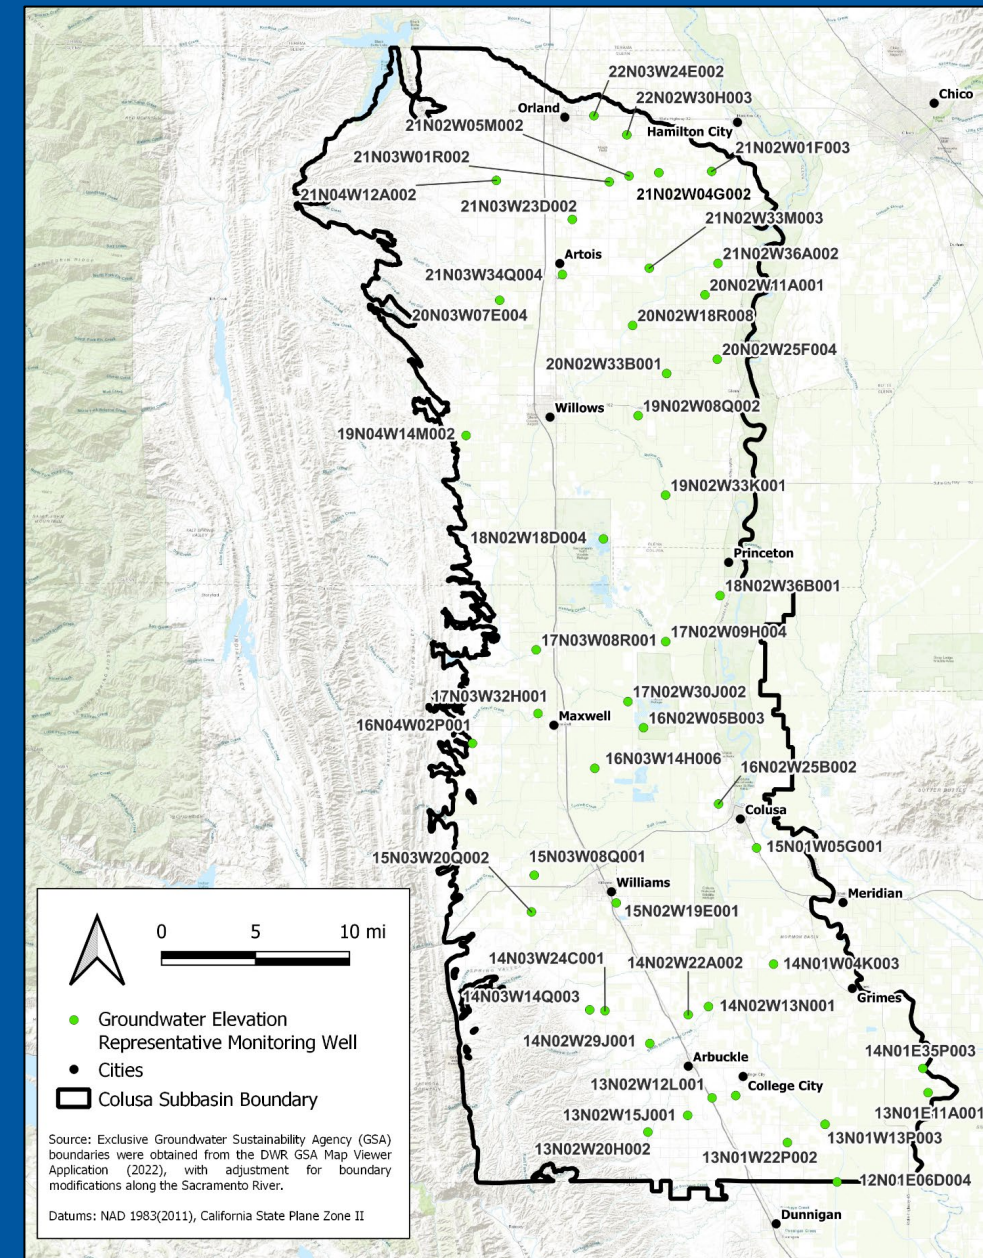 Chico
22N03W24E002
Orland
22N02W30H003
21N02W05M002
Hamilton City
21N02W01F003
21N03W01R002
21N04W12A002
21N02W04G002
21N03W23D002
21N02W33M003
Artois
21N02W36A002
21N03W34Q004
20N02W11A001
20N03W07E004
20N02W18R008
20N02W25F004
20N02W33B001
Willows
19N02W08Q002
19N04W14M002
19N02W33K001
18N02W18D004
Princeton
18N02W36B001
17N03W08R001
17N02W09H004
17N03W32H001
17N02W30J002
Maxwell
16N04W02P001
16N02W05B003
16N03W14H006
16N02W25B002
Colusa
15N01W05G001
15N03W20Q002
15N03W08Q001
Williams
Meridian
15N02W19E001
14N03W24C001
14N02W22A002
14N01W04K003
Grimes
14N03W14Q003
14N02W13N001
14N02W29J001
14N01E35P003
Arbuckle
College City
13N02W12L001
13N01E11A001
13N02W15J001
13N01W13P003
13N02W20H002
13N01W22P002
12N01E06D004
Dunnigan
0 5 10 mi
Groundwater Elevation
Representative Monitoring Well
Cities
Colusa Subbasin Boundary
Source: Exclusive Groundwater Sustainability Agency (GSA)
boundaries were obtained from the DWR GSA Map Viewer
Application (2022), with adjustment for boundary
modifications along the Sacramento River.
Datums: NAD 1983(2011), California State Plane Zone II